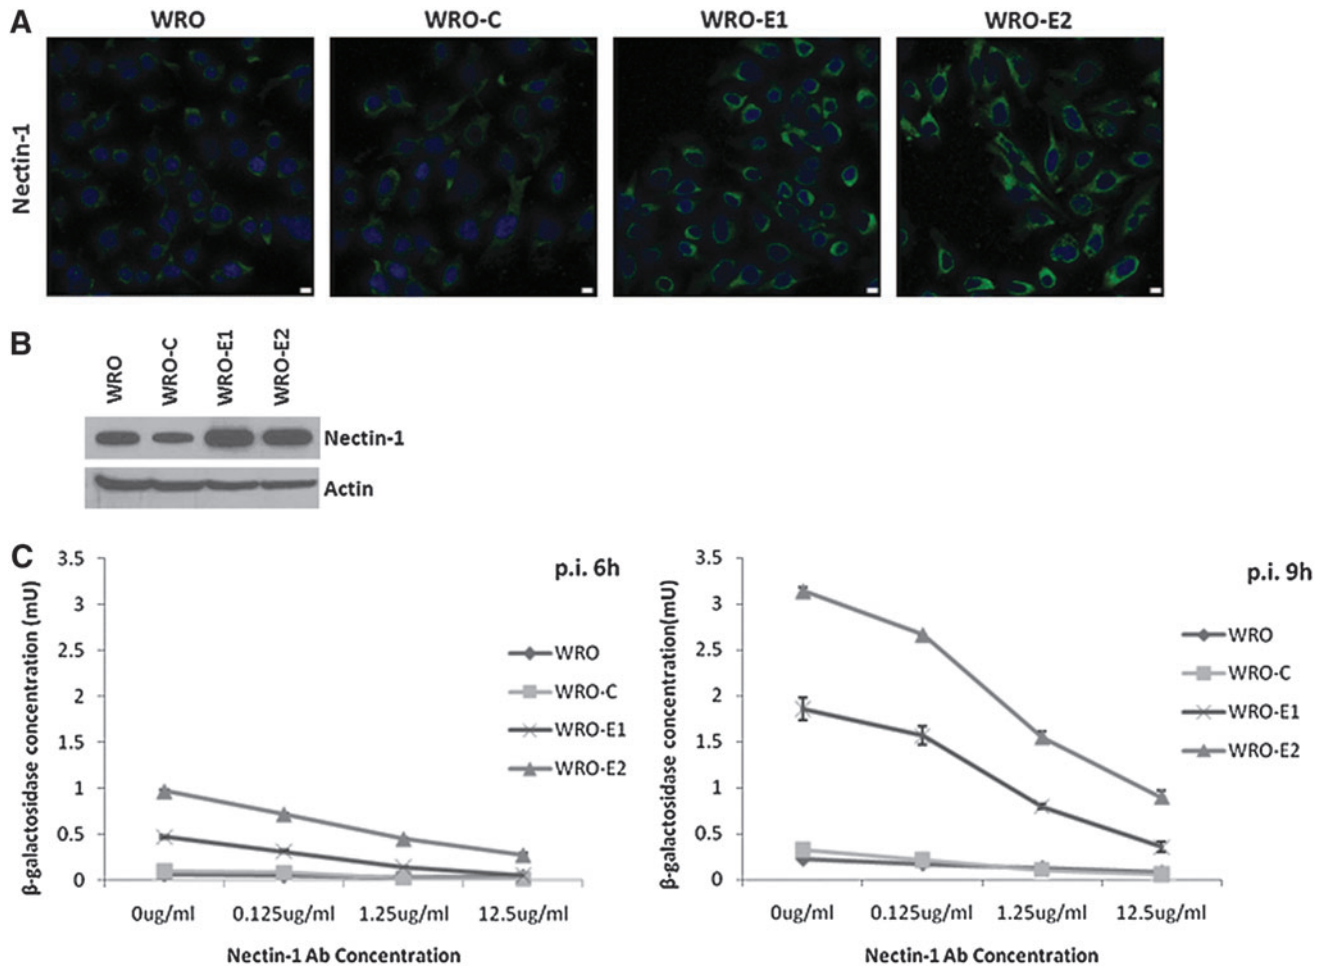 A
WRO
WRO-C
WRO-E1
WRO-E2
Nectin-1
B
WRO
WRO-C
WRO-E1
WRO-E2
Nectin-1
Actin
C
p.i. 6h
β-galactosidase concentration (mU)
3.5
3
2.5
2
1.5
1
0.5
0
WRO
WRO-C
WRO-E1
WRO-E2
0ug/ml 0.125ug/ml 1.25ug/ml 12.5ug/ml
Nectin-1 Ab Concentration
p.i. 9h
β-galactosidase concentration(mU)
3.5
3
2.5
2
1.5
1
0.5
0
WRO
WRO-C
WRO-E1
WRO-E2
0ug/ml 0.125ug/ml 1.25ug/ml 12.5ug/ml
Nectin-1 Ab Concentration